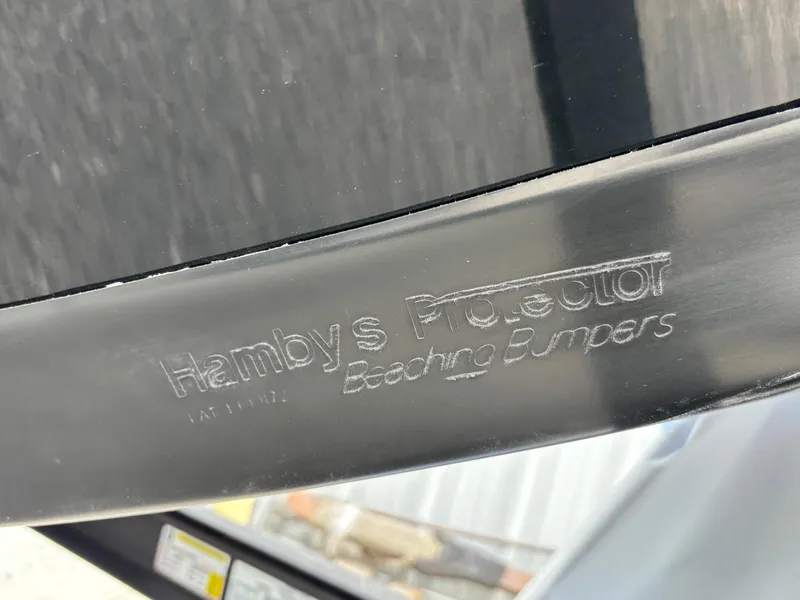 Hamby's Protector
Beaching Bumpers